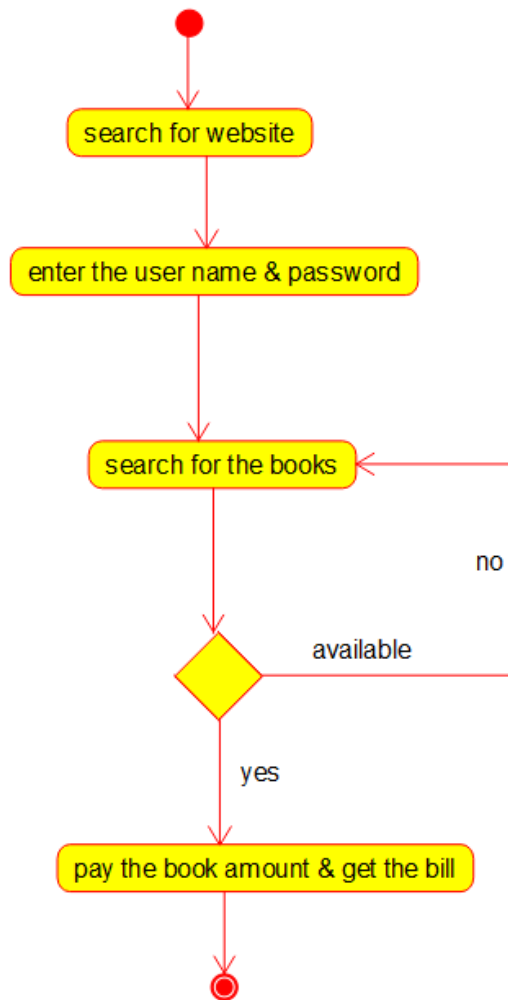 search for website
enter the user name & password
search for the books
no
available
yes
pay the book amount & get the bill